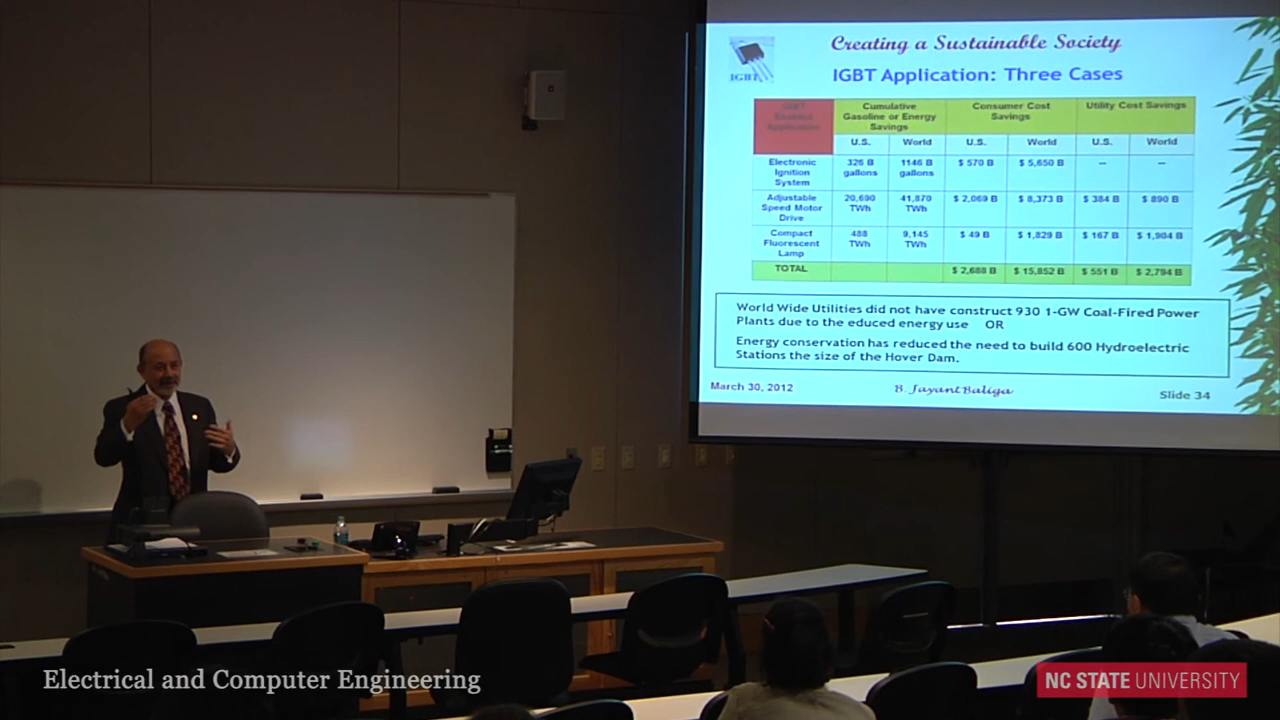 Creating a Sustainable Society
IGBT
IGBT Application: Three Cases
IGBT Enabled Application
Cumulative Gasoline or Energy Savings
Consumer Cost Savings
Utility Cost Savings
U.S. World U.S. World U.S. World
Electronic Ignition System 326 B gallons 1146 B gallons $ 570 B $ 5,650 B -- --
Adjustable Speed Motor Drive 20,690 TWh 41,870 TWh $ 2,069 B $ 8,373 B $ 384 B $ 890 B
Compact Fluorescent Lamp 488 TWh 9,145 TWh $ 49 B $ 1,829 B $ 167 B $ 1,904 B
TOTAL $ 2,688 B $ 15,852 B $ 551 B $ 2,794 B
World Wide Utilities did not have construct 930 1-GW Coal-Fired Power
Plants due to the educed energy use OR
Energy conservation has reduced the need to build 600 Hydroelectric
Stations the size of the Hover Dam.
March 30, 2012 B. Jayant Baliga Slide 34
Electrical and Computer Engineering
NC STATE UNIVERSITY